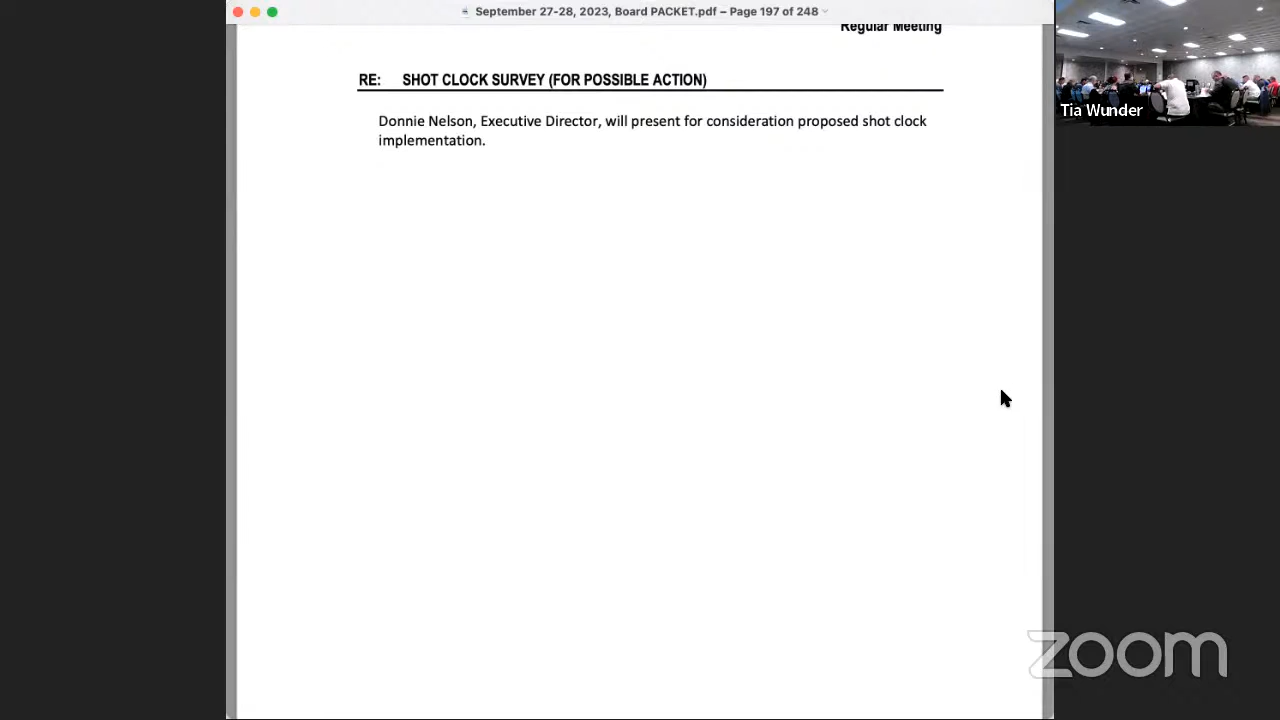 September 27-28, 2023, Board PACKET.pdf – Page 197 of 248
Regular Meeting
RE: SHOT CLOCK SURVEY (FOR POSSIBLE ACTION)
Donnie Nelson, Executive Director, will present for consideration proposed shot clock
implementation.
Tia Wunder
zoom